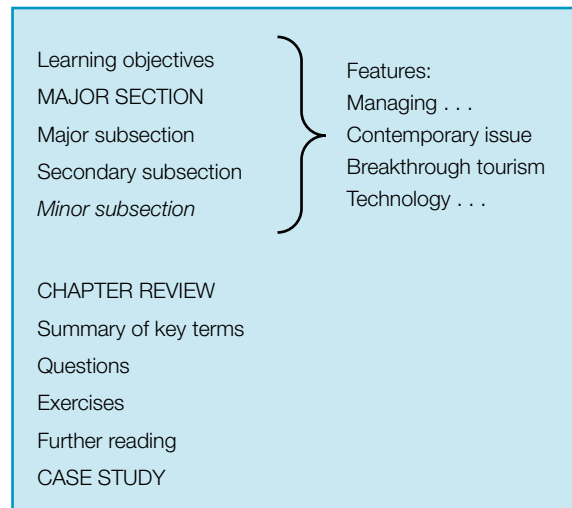 Learning objectives
MAJOR SECTION
Major subsection
Secondary subsection
Minor subsection
Features:
Managing . . .
Contemporary issue
Breakthrough tourism
Technology . . .
CHAPTER REVIEW
Summary of key terms
Questions
Exercises
Further reading
CASE STUDY